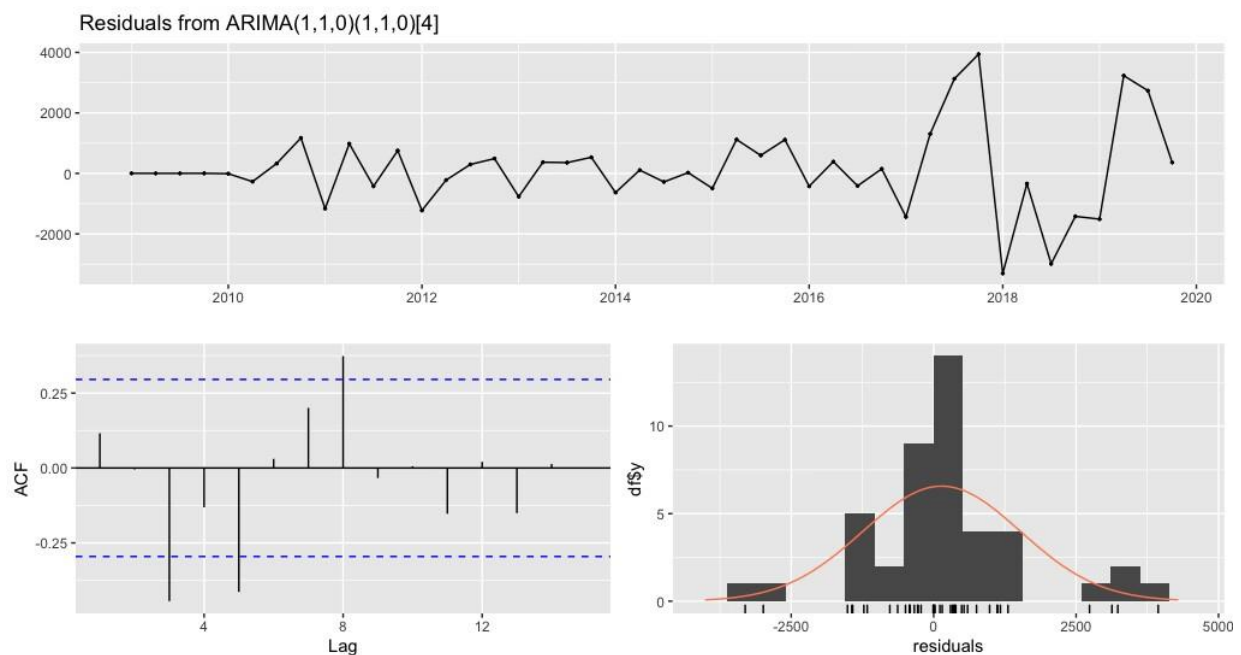 Residuals from ARIMA(1,1,0)(1,1,0)[4]
4000
2000
0
-2000
2010 2012 2014 2016 2018 2020
ACF
0.25
0.00
-0.25
4 8 12
Lag
df$y
10
5
0
-2500 0 2500 5000
residuals